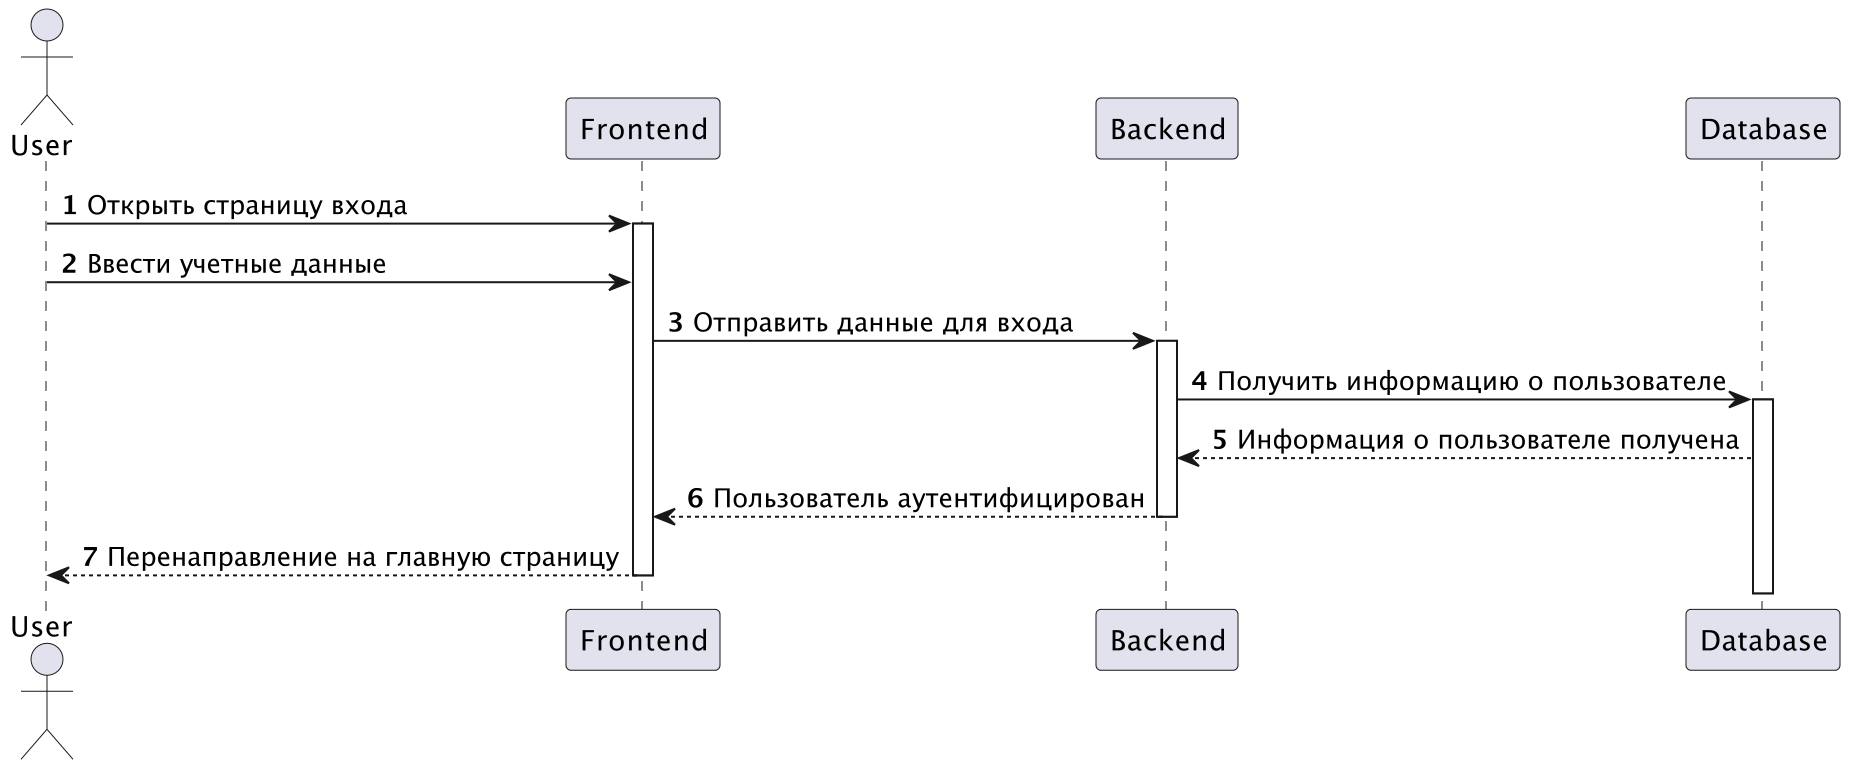 User
Frontend
Backend
Database
1 Открыть страницу входа
2 Ввести учетные данные
3 Отправить данные для входа
4 Получить информацию о пользователе
5 Информация о пользователе получена
6 Пользователь аутентифицирован
7 Перенаправление на главную страницу
User
Frontend
Backend
Database